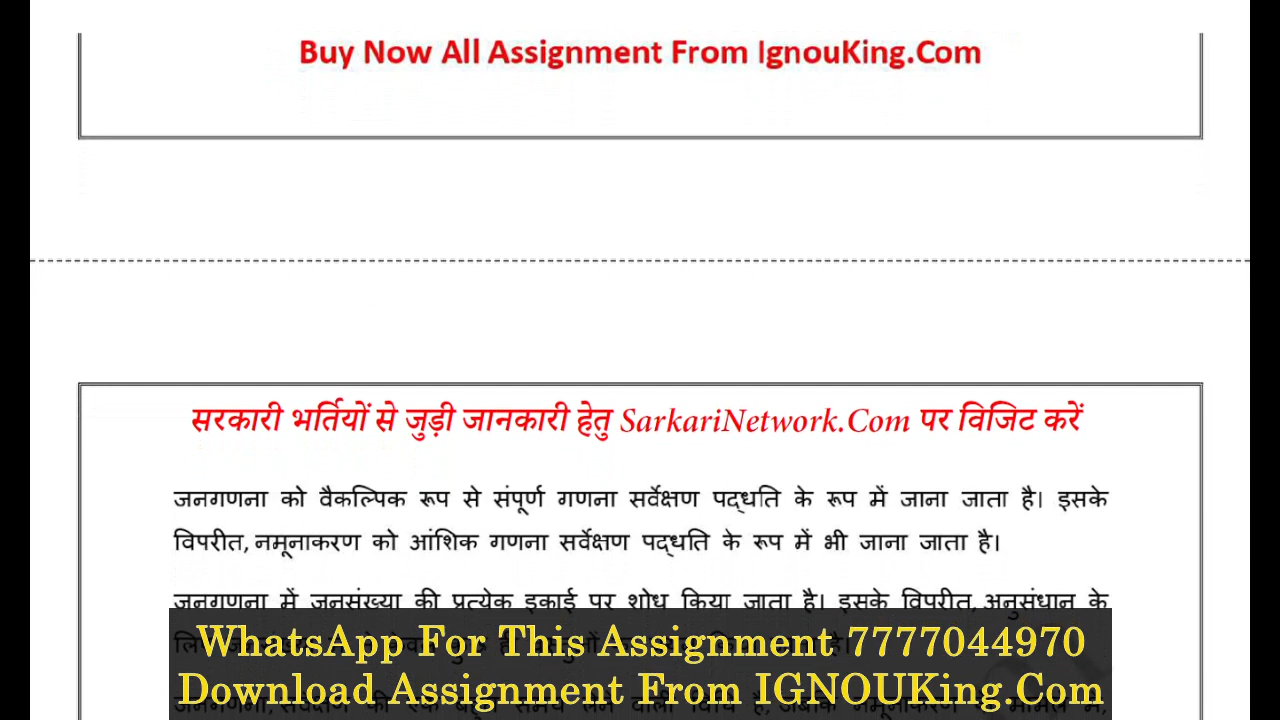 Buy Now All Assignment From IgnouKing.Com
सरकारी भर्तियों से जुड़ी जानकारी हेतु SarkariNetwork.Com पर विजिट करें
जनगणना को वैकल्पिक रूप से संपूर्ण गणना सर्वेक्षण पद्धति के रूप में जाना जाता है। इसके
विपरीत, नमूनाकरण को आंशिक गणना सर्वेक्षण पद्धति के रूप में भी जाना जाता है।
जनगणना में जनसंख्या की प्रत्येक इकाई पर शोध किया जाता है। इसके विपरीत, अनुसंधान के
WhatsApp For This Assignment 7777044970
Download Assignment From IGNOUKing.Com